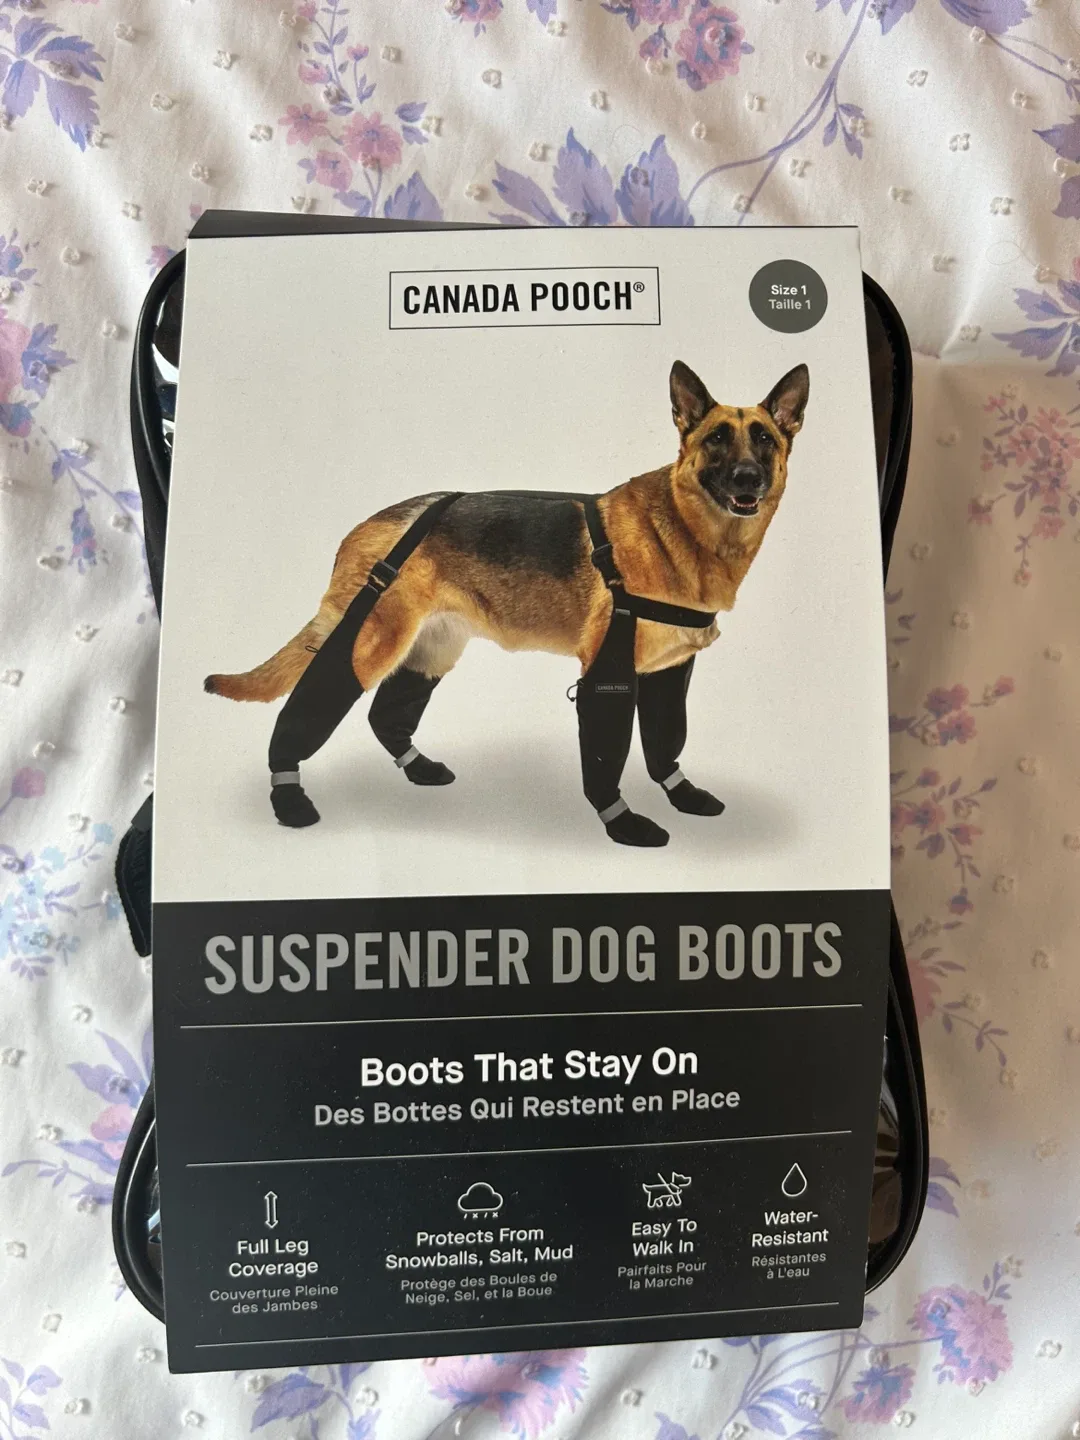 CANADA POOCH®
Size 1
Taille 1
CANADA POOCH
SUSPENDER DOG BOOTS
Boots That Stay On
Des Bottes Qui Restent en Place
Full Leg
Coverage
Couverture Pleine
des Jambes
Protects From
Snowballs, Salt, Mud
Protège des Boules de
Neige, Sel, et la Boue
Easy To
Walk In
Pairfaits Pour
la Marche
Water-
Resistant
Résistantes
à L'eau